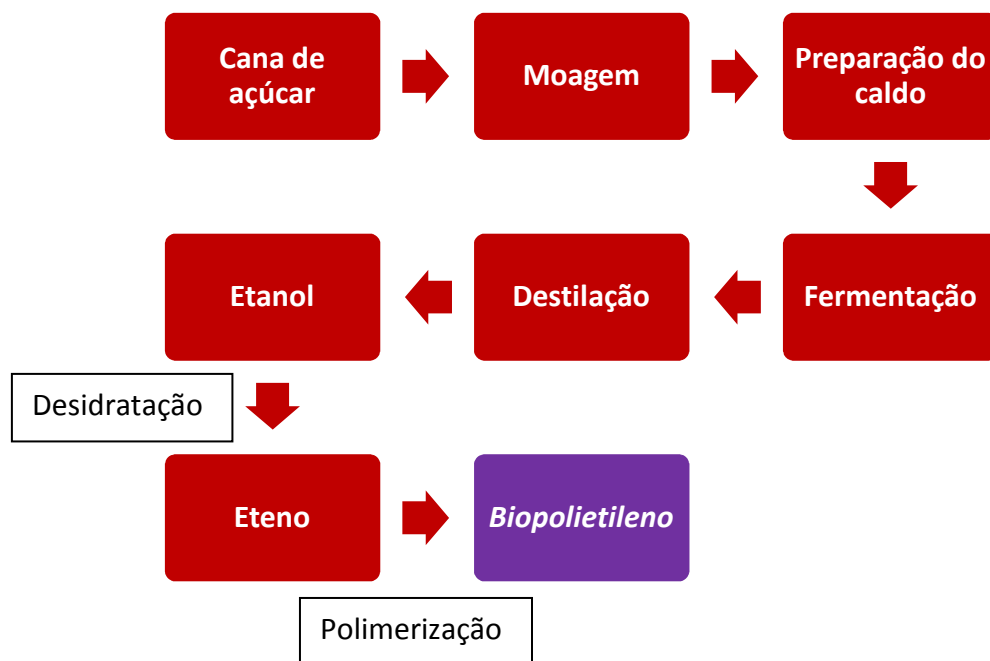 Cana de
açúcar
Moagem
Preparação do
caldo
Fermentação
Destilação
Etanol
Desidratação
Eteno
Biopolietileno
Polimerização